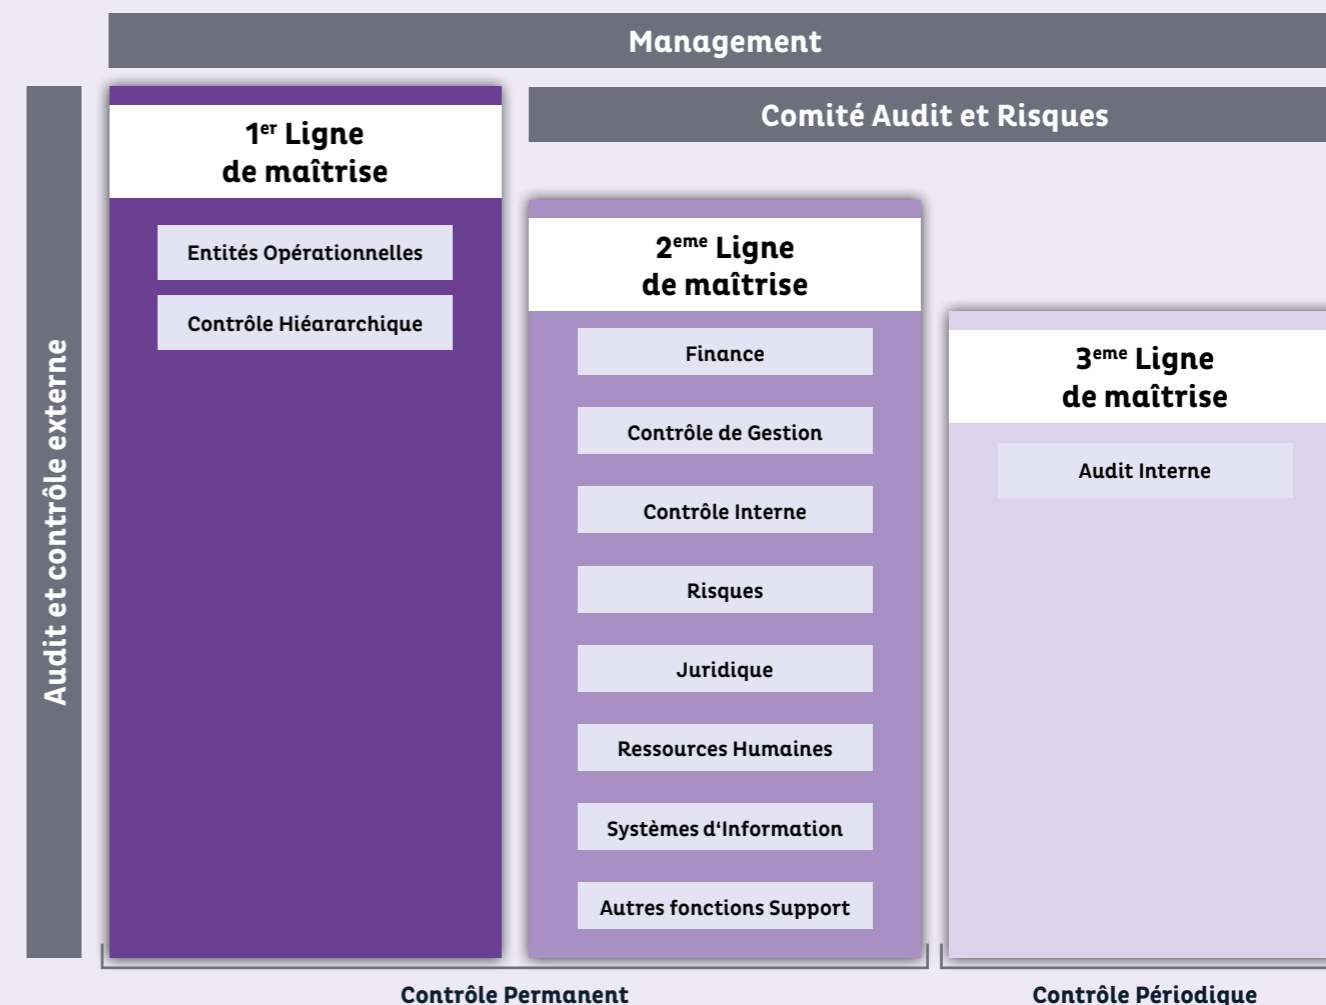 Management
Audit et contrôle externe
1er Ligne
de maîtrise
Entités Opérationnelles
Contrôle Hiéararchique
Comité Audit et Risques
2eme Ligne
de maîtrise
Finance
Contrôle de Gestion
Contrôle Interne
Risques
Juridique
Ressources Humaines
Systèmes d‘Information
Autres fonctions Support
3eme Ligne
de maîtrise
Audit Interne
Contrôle Permanent
Contrôle Périodique